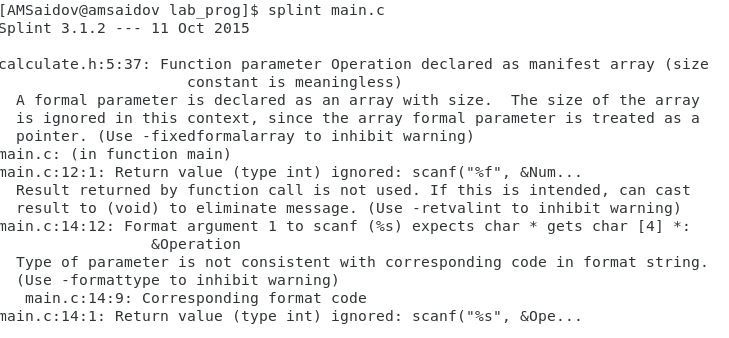 [AMSaidov@amsaidov lab_prog]$ splint main.c
Splint 3.1.2 --- 11 Oct 2015

calculate.h:5:37: Function parameter Operation declared as manifest array (size
                     constant is meaningless)
  A formal parameter is declared as an array with size.  The size of the array
  is ignored in this context, since the array formal parameter is treated as a
  pointer. (Use -fixedformalarray to inhibit warning)
main.c: (in function main)
main.c:12:1: Return value (type int) ignored: scanf("%f", &Num...
  Result returned by function call is not used. If this is intended, can cast
  result to (void) to eliminate message. (Use -retvalint to inhibit warning)
main.c:14:12: Format argument 1 to scanf (%s) expects char * gets char [4] *:
                 &Operation
  Type of parameter is not consistent with corresponding code in format string.
  (Use -formattype to inhibit warning)
   main.c:14:9: Corresponding format code
main.c:14:1: Return value (type int) ignored: scanf("%s", &Ope...